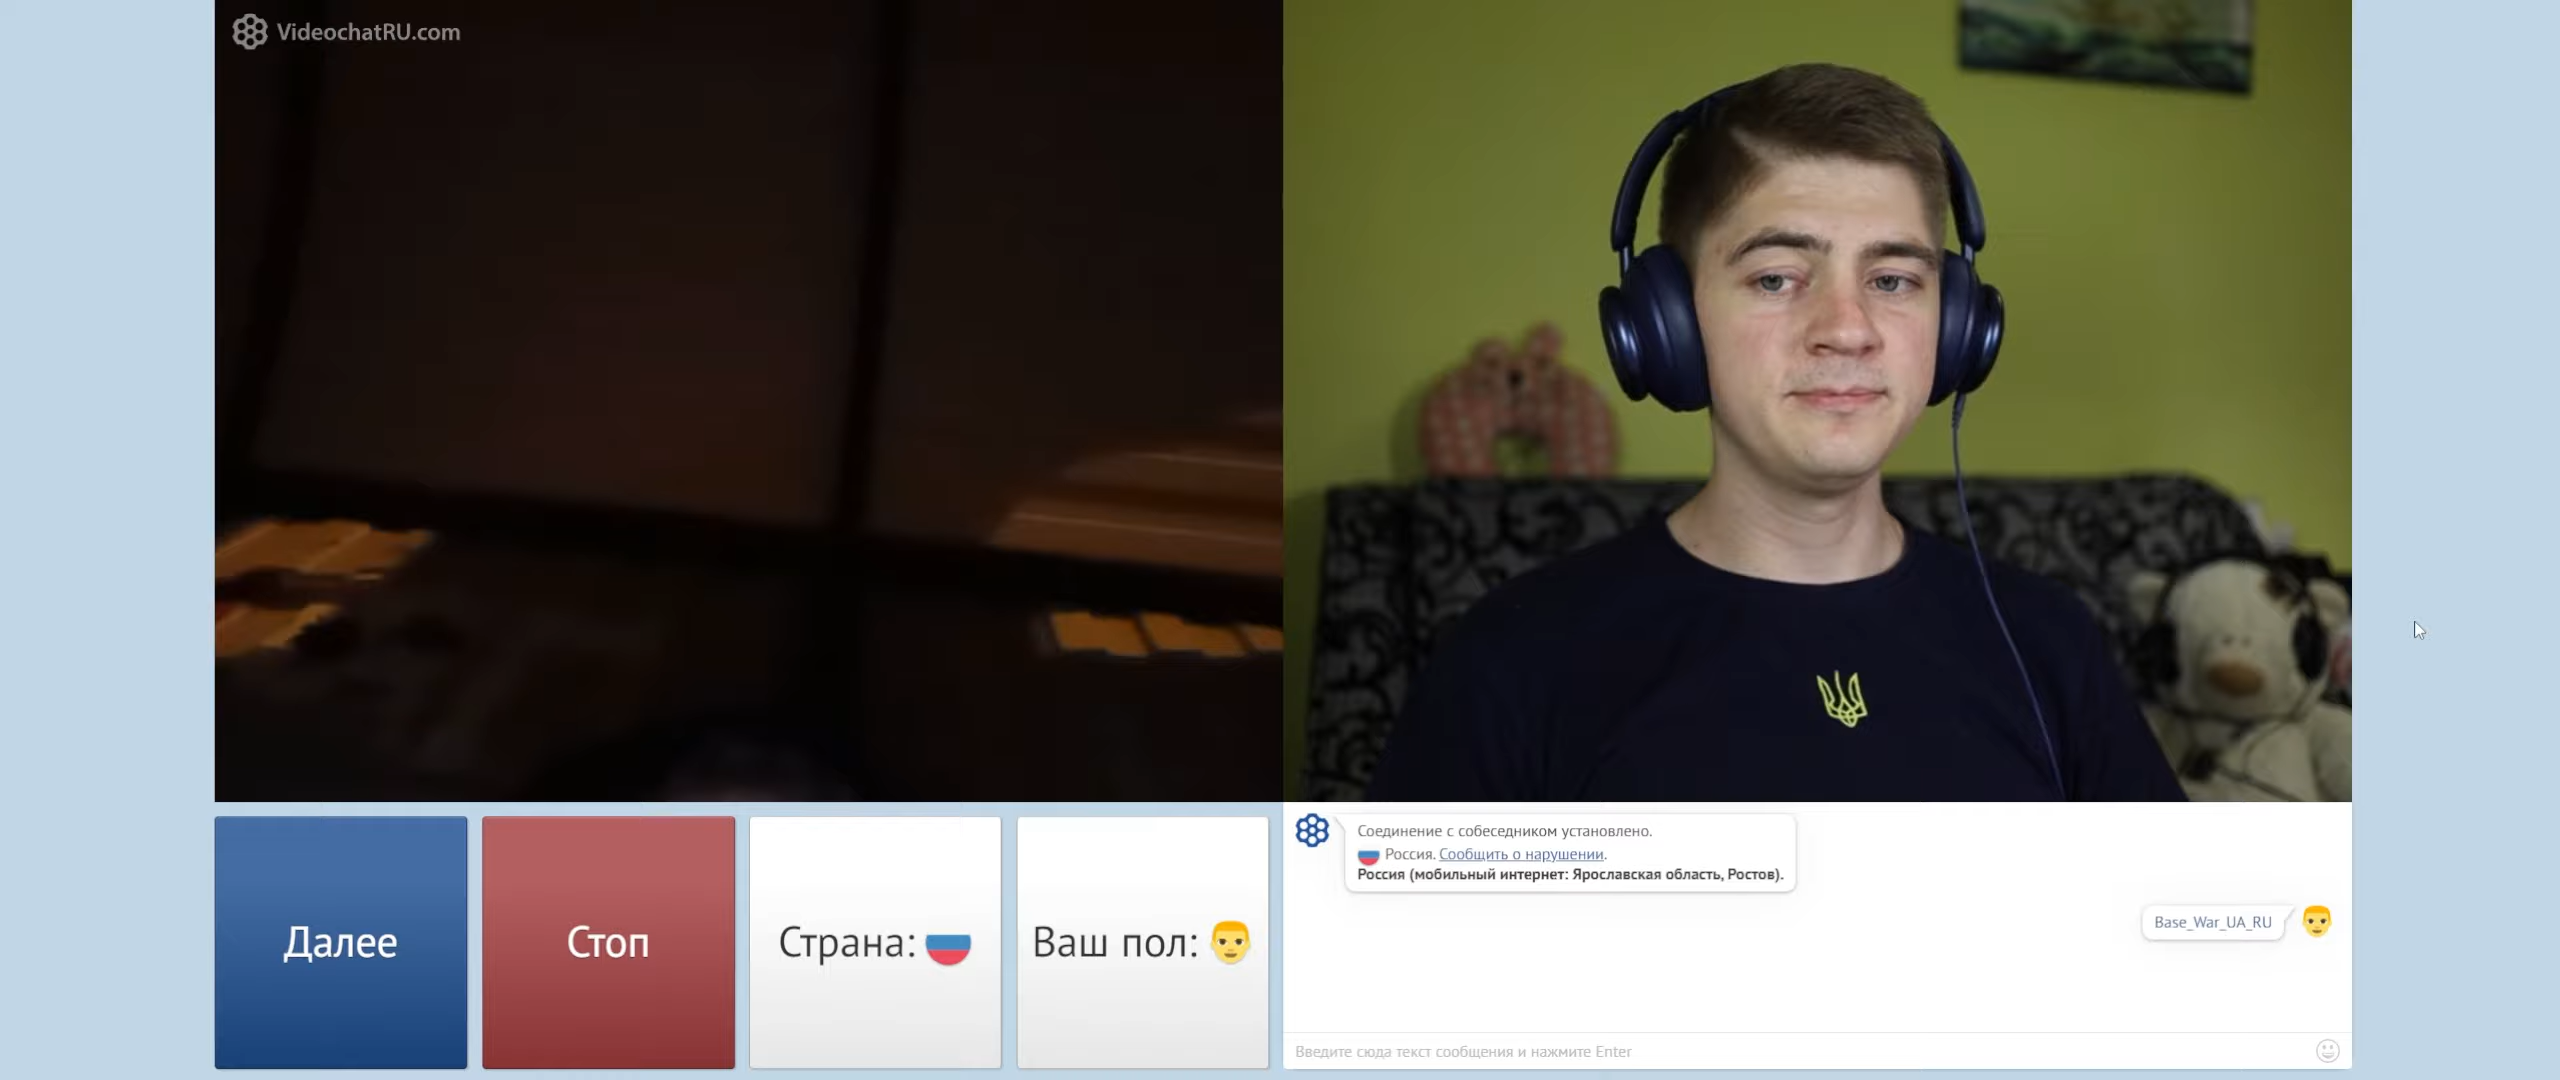 VideochatRU.com
Далее
Стоп
Страна:
Ваш пол:
Соединение с собеседником установлено.
Россия. Сообщить о нарушении.
Россия (мобильный интернет: Ярославская область, Ростов).
Base_War_UA_RU
Введите сюда текст сообщения и нажмите Enter